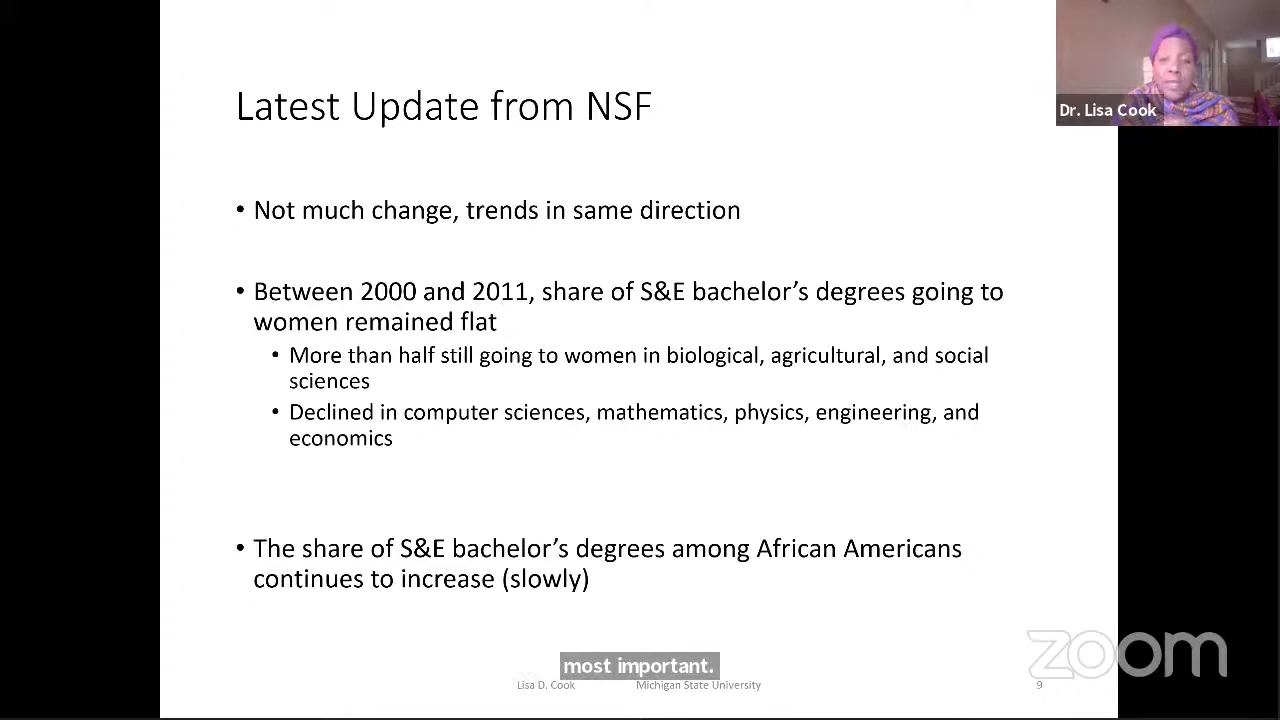 Latest Update from NSF
Dr. Lisa Cook
• Not much change, trends in same direction
• Between 2000 and 2011, share of S&E bachelor's degrees going to
women remained flat
• More than half still going to women in biological, agricultural, and social
sciences
• Declined in computer sciences, mathematics, physics, engineering, and
economics
• The share of S&E bachelor's degrees among African Americans
continues to increase (slowly)
zoom
most important.
Lisa D. Cook Michigan State University 9